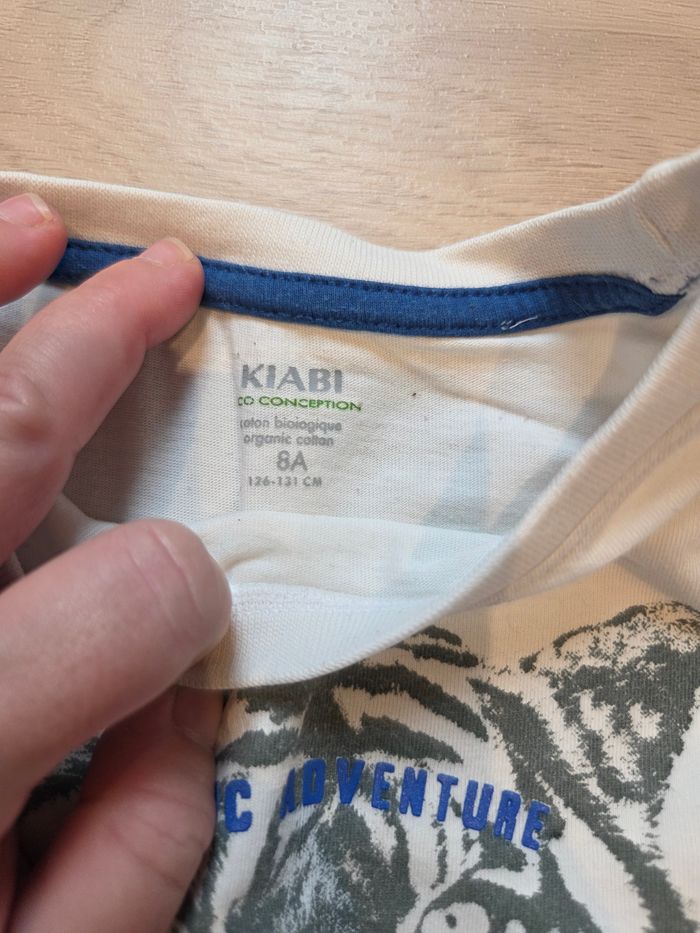 KIABI
CO CONCEPTION
coton biologique
organic cotton
8A
126-131 CM
C ADVENTURE